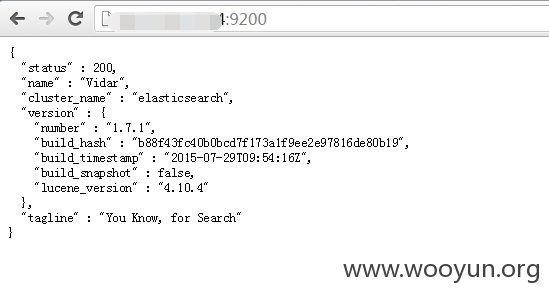 4:9200
{
"status" : 200,
"name" : "Vidar",
"cluster_name" : "elasticsearch",
"version" : {
"number" : "1.7.1",
"build_hash" : "b88f43fc40b0bcd7f173a1f9ee2e97816de80b19",
"build_timestamp" : "2015-07-29T09:54:16Z",
"build_snapshot" : false,
"lucene_version" : "4.10.4"
},
"tagline" : "You Know, for Search"
}
www.wooyun.org